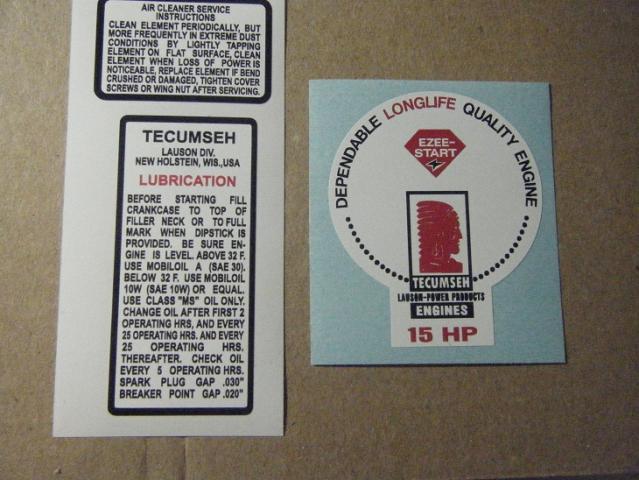 AIR CLEANER SERVICE
INSTRUCTIONS
CLEAN ELEMENT PERIODICALLY, BUT
MORE FREQUENTLY IN EXTREME DUST
CONDITIONS BY LIGHTLY TAPPING
ELEMENT ON FLAT SURFACE, CLEAN
ELEMENT WHEN LOSS OF POWER IS
NOTICEABLE, REPLACE ELEMENT IF BEND
CRUSHED OR DAMAGED, TIGHTEN COVER
SCREWS OR WING NUT AFTER SERVICING.
TECUMSEH
LAUSON DIV.
NEW HOLSTEIN, WIS.,USA
LUBRICATION
BEFORE STARTING FILL
CRANKCASE TO TOP OF
FILLER NECK OR TO FULL
MARK WHEN DIPSTICK IS
PROVIDED. BE SURE EN-
GINE IS LEVEL. ABOVE 32 F.
USE MOBILOIL A (SAE 30).
BELOW 32 F. USE MOBILOIL
10W (SAE 10W) OR EQUAL.
USE CLASS "MS" OIL ONLY.
CHANGE OIL AFTER FIRST 2
OPERATING HRS, AND EVERY
25 OPERATING HRS. AND EVERY
25 OPERATING HRS.
THEREAFTER. CHECK OIL
EVERY 5 OPERATING HRS.
SPARK PLUG GAP .030"
BREAKER POINT GAP .020"
DEPENDABLE LONGLIFE QUALITY ENGINE
EZEE-
START
TECUMSEH
LAUSON-POWER PRODUCTS
ENGINES
15 HP